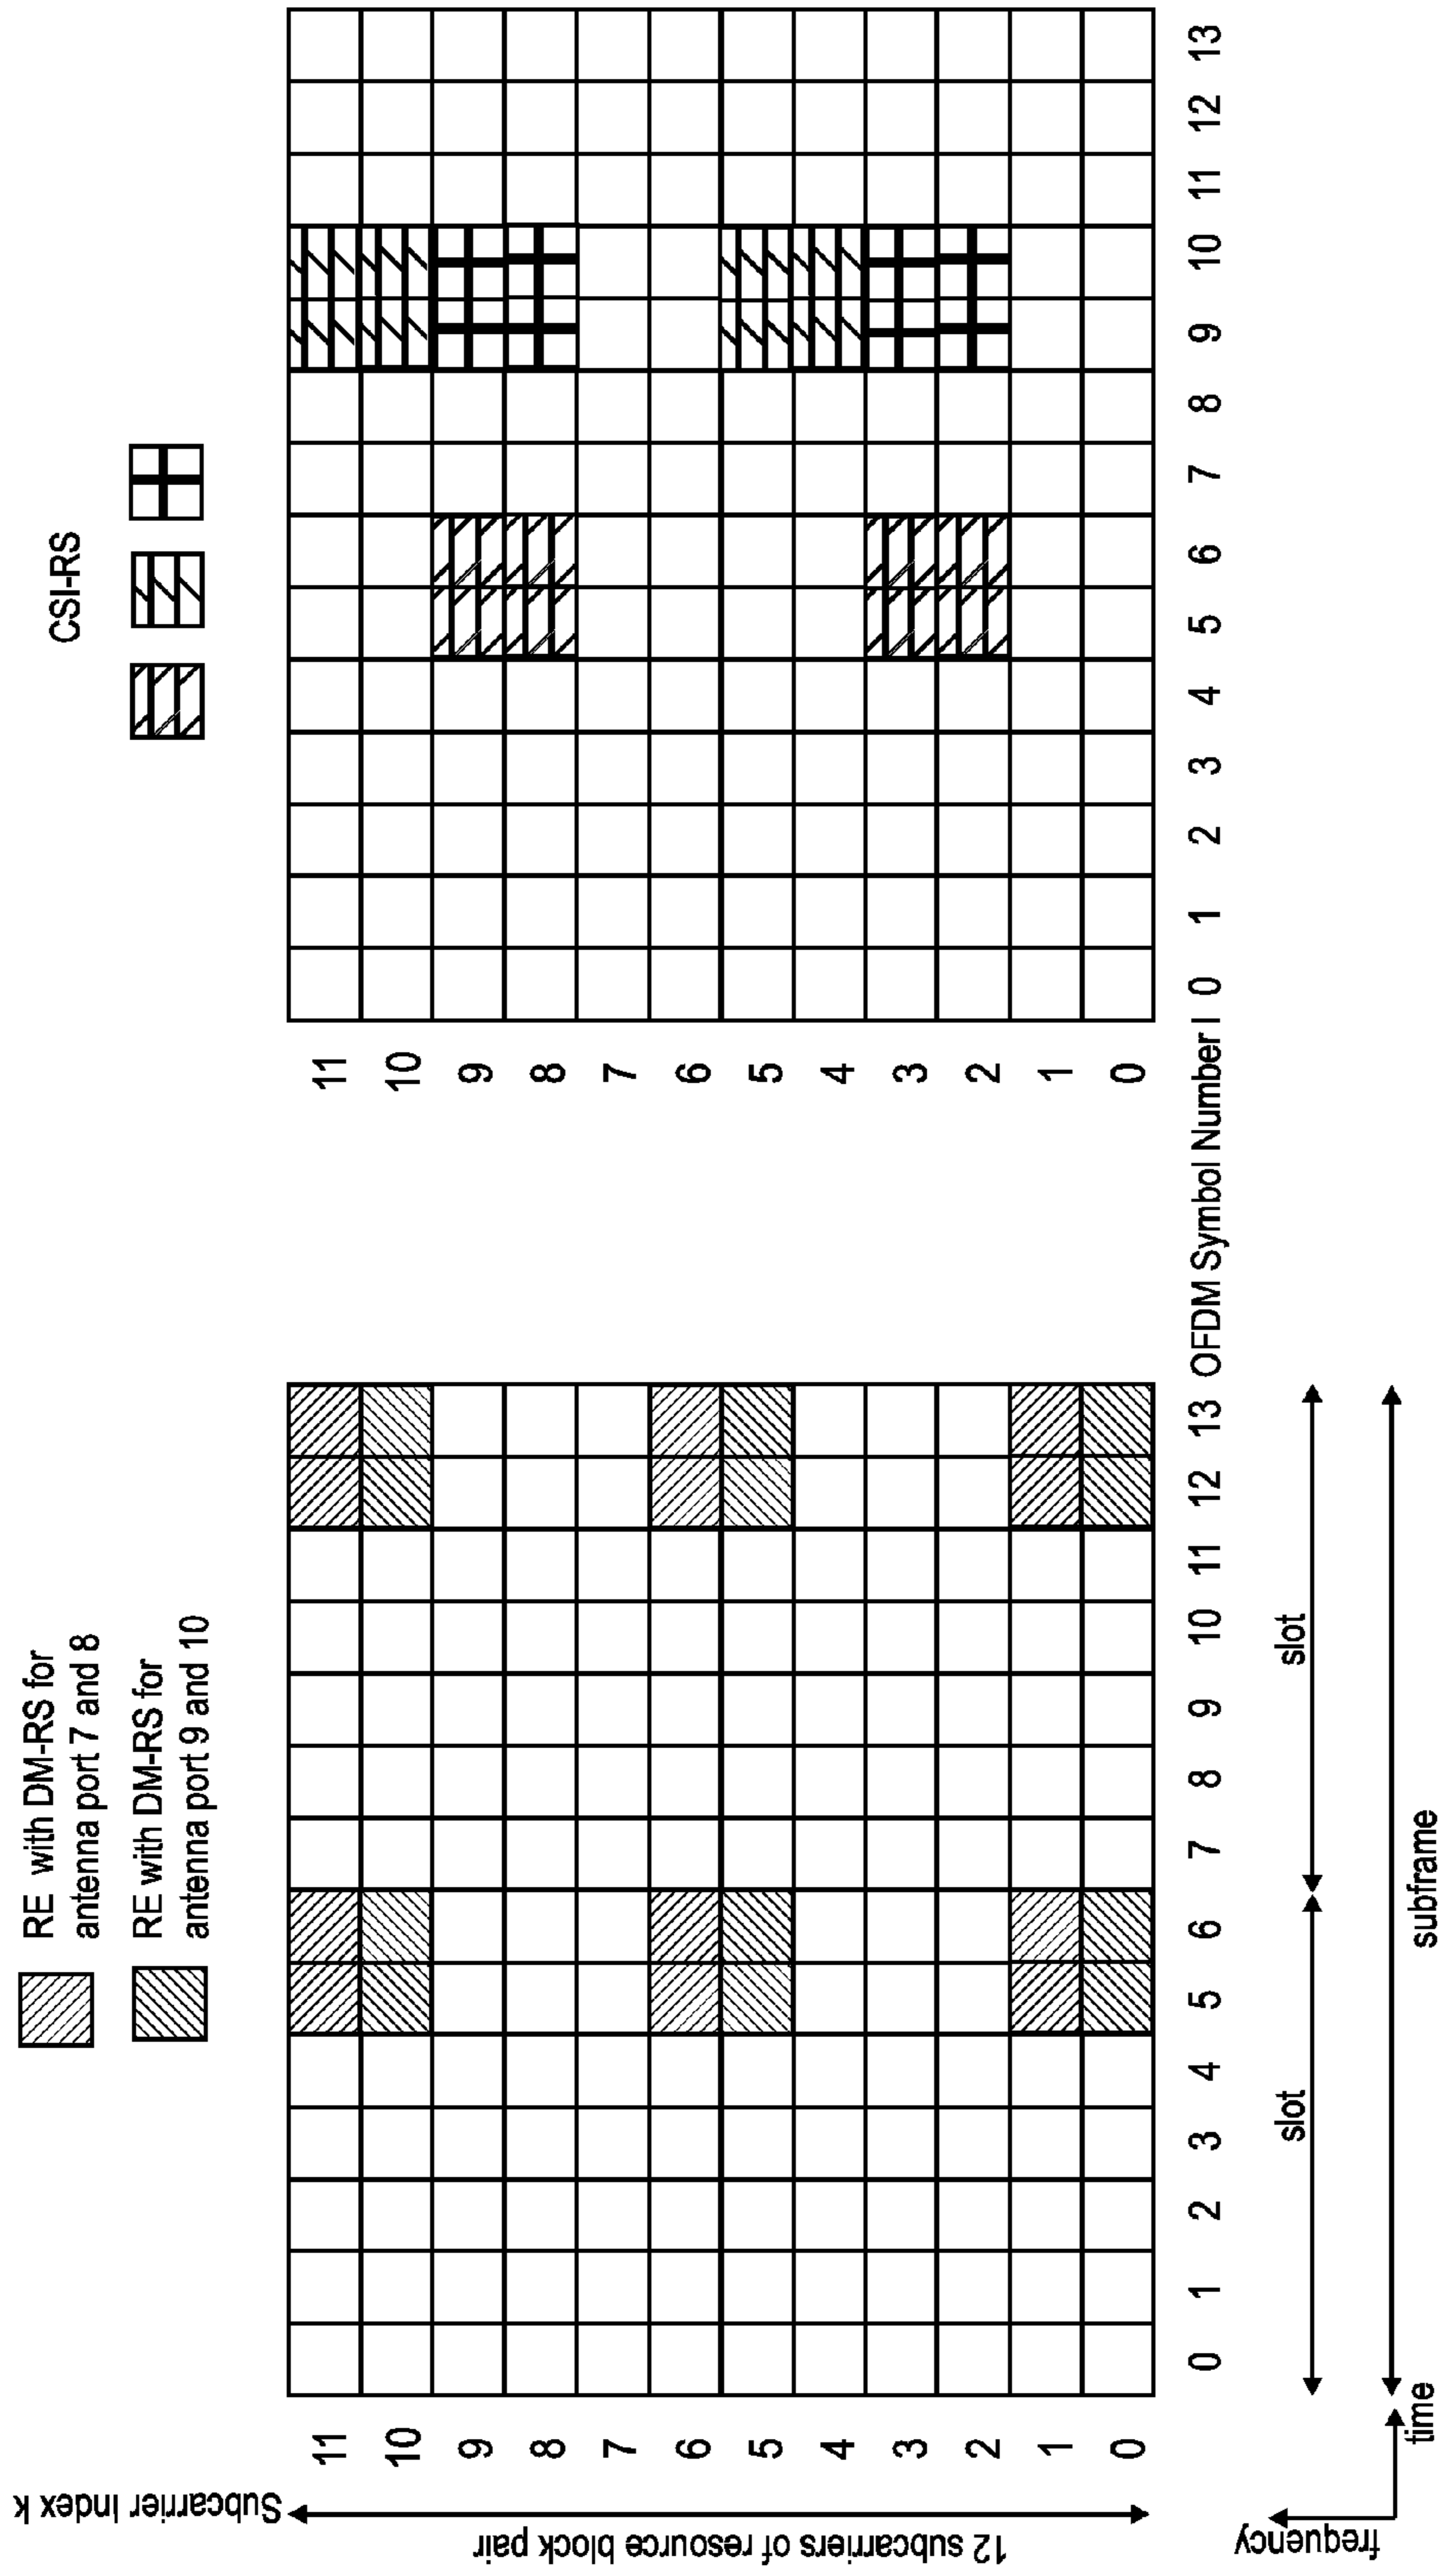 RE with DM-RS for
antenna port 7 and 8
RE with DM-RS for
antenna port 9 and 10
CSI-RS
Subcarrier Index k
12 subcarriers of resource block pair
11
10
9
8
7
6
5
4
3
2
1
0
11
10
9
8
7
6
5
4
3
2
1
0
0 1 2 3 4 5 6 7 8 9 10 11 12 13 OFDM Symbol Number l 0 1 2 3 4 5 6 7 8 9 10 11 12 13
slot slot
subframe
frequency
time